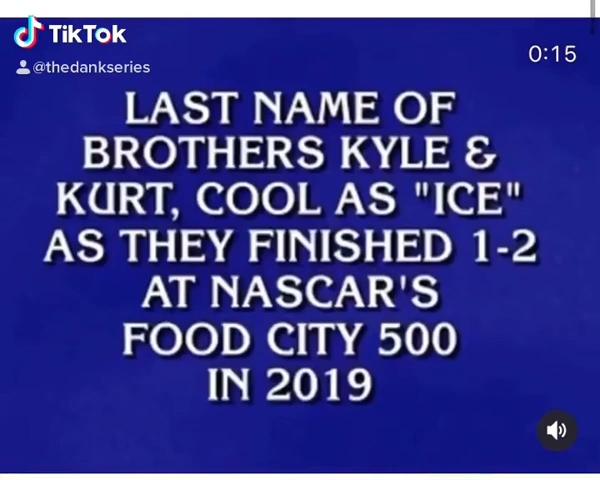 TikTok
@thedankseries
0:15
LAST NAME OF
BROTHERS KYLE &
KURT, COOL AS "ICE"
AS THEY FINISHED 1-2
AT NASCAR'S
FOOD CITY 500
IN 2019